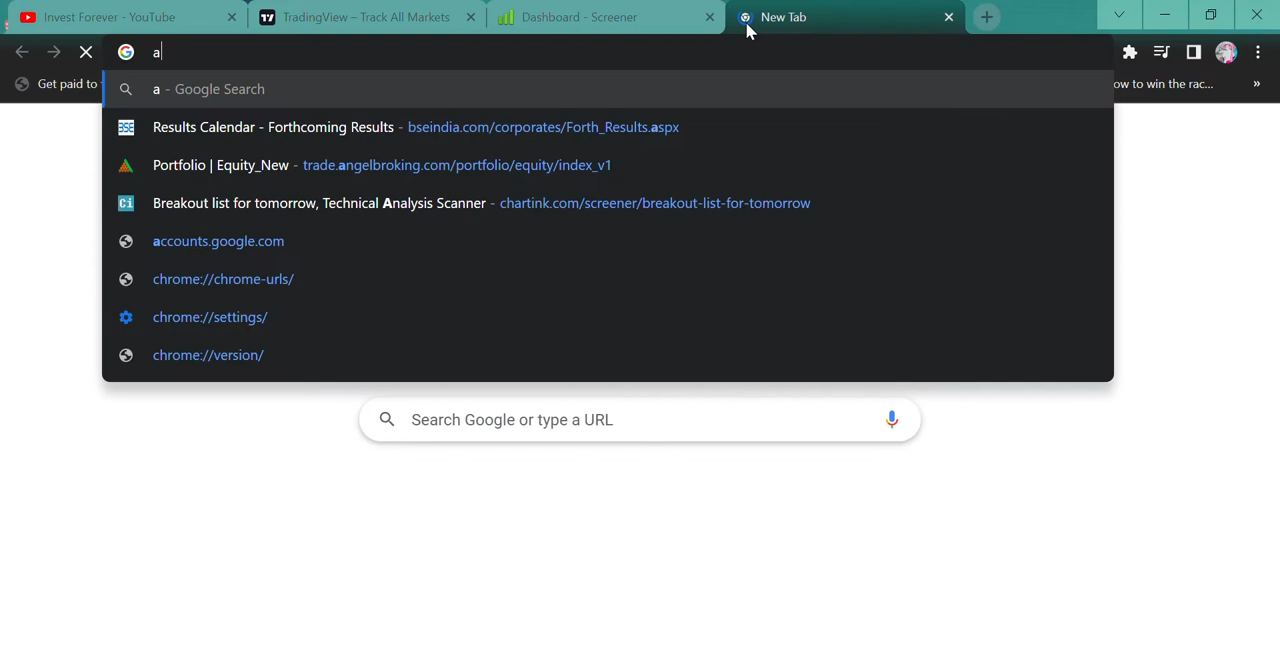 Invest Forever - YouTube
TradingView – Track All Markets
Dashboard - Screener
New Tab
a
Get paid to
ow to win the rac...
»
a - Google Search
Results Calendar - Forthcoming Results - bseindia.com/corporates/Forth_Results.aspx
Portfolio | Equity_New - trade.angelbroking.com/portfolio/equity/index_v1
Breakout list for tomorrow, Technical Analysis Scanner - chartink.com/screener/breakout-list-for-tomorrow
accounts.google.com
chrome://chrome-urls/
chrome://settings/
chrome://version/
Search Google or type a URL